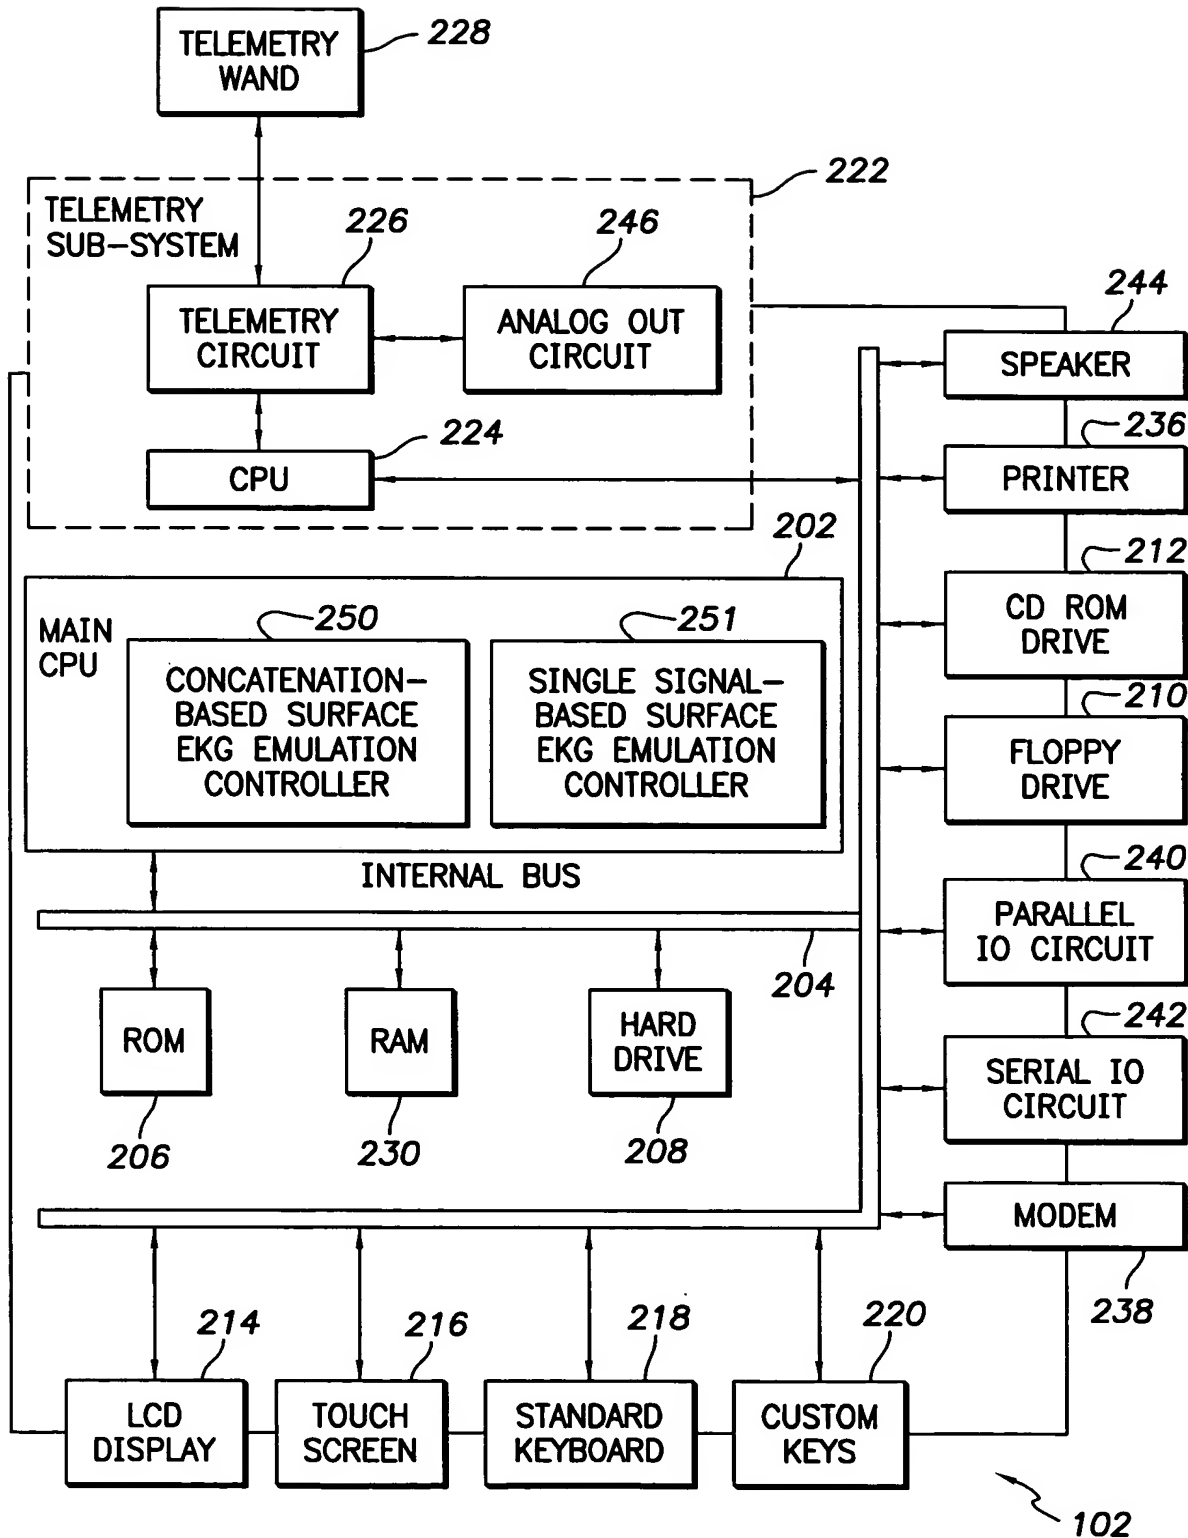 TELEMETRY
WAND
228
222
TELEMETRY
SUB-SYSTEM
226
246
TELEMETRY
CIRCUIT
ANALOG OUT
CIRCUIT
244
SPEAKER
224
CPU
236
PRINTER
202
212
CD ROM
DRIVE
MAIN
CPU
250
CONCATENATION-
BASED SURFACE
EKG EMULATION
CONTROLLER
251
SINGLE SIGNAL-
BASED SURFACE
EKG EMULATION
CONTROLLER
210
FLOPPY
DRIVE
INTERNAL BUS
240
PARALLEL
IO CIRCUIT
204
ROM
RAM
HARD
DRIVE
206
230
208
242
SERIAL IO
CIRCUIT
MODEM
238
214
216
218
220
LCD
DISPLAY
TOUCH
SCREEN
STANDARD
KEYBOARD
CUSTOM
KEYS
102